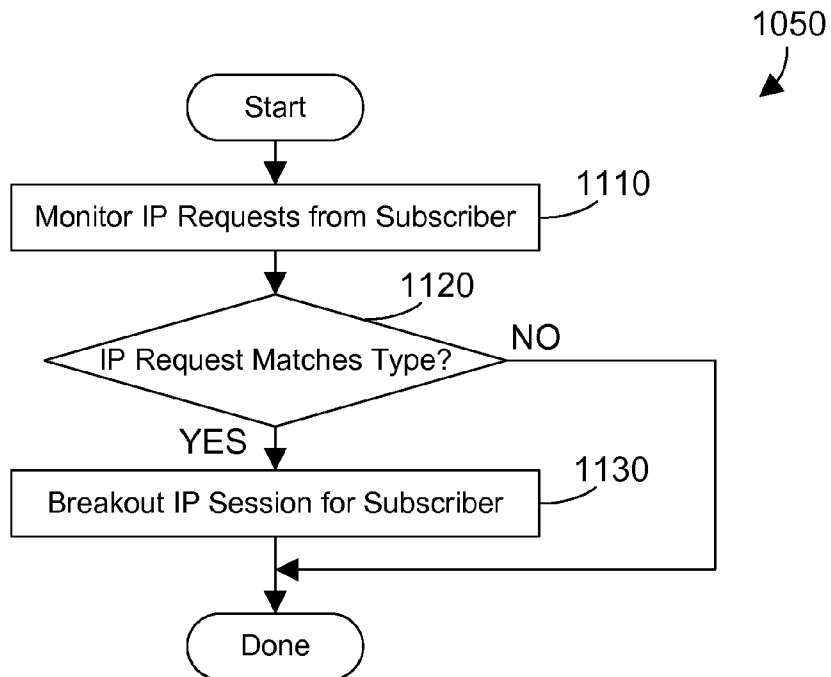 1050
Start
Monitor IP Requests from Subscriber
1110
1120
IP Request Matches Type?
NO
YES
Breakout IP Session for Subscriber
1130
Done